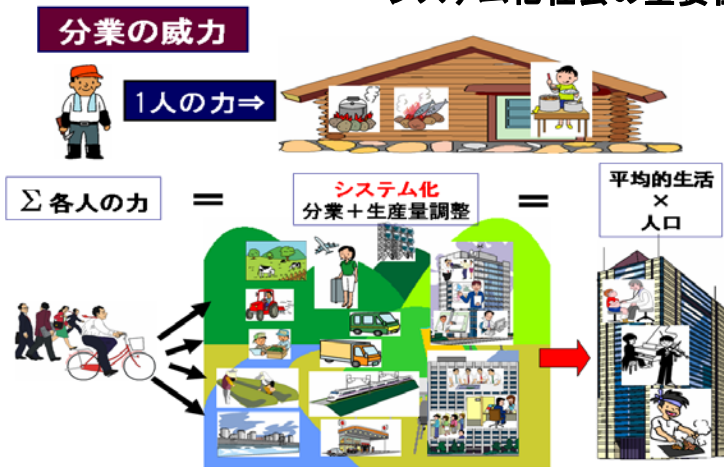 分業の威力
1人の力⇒
Σ 各人の力
=
システム化
分業+生産量調整
=
平均的生活
×
人口